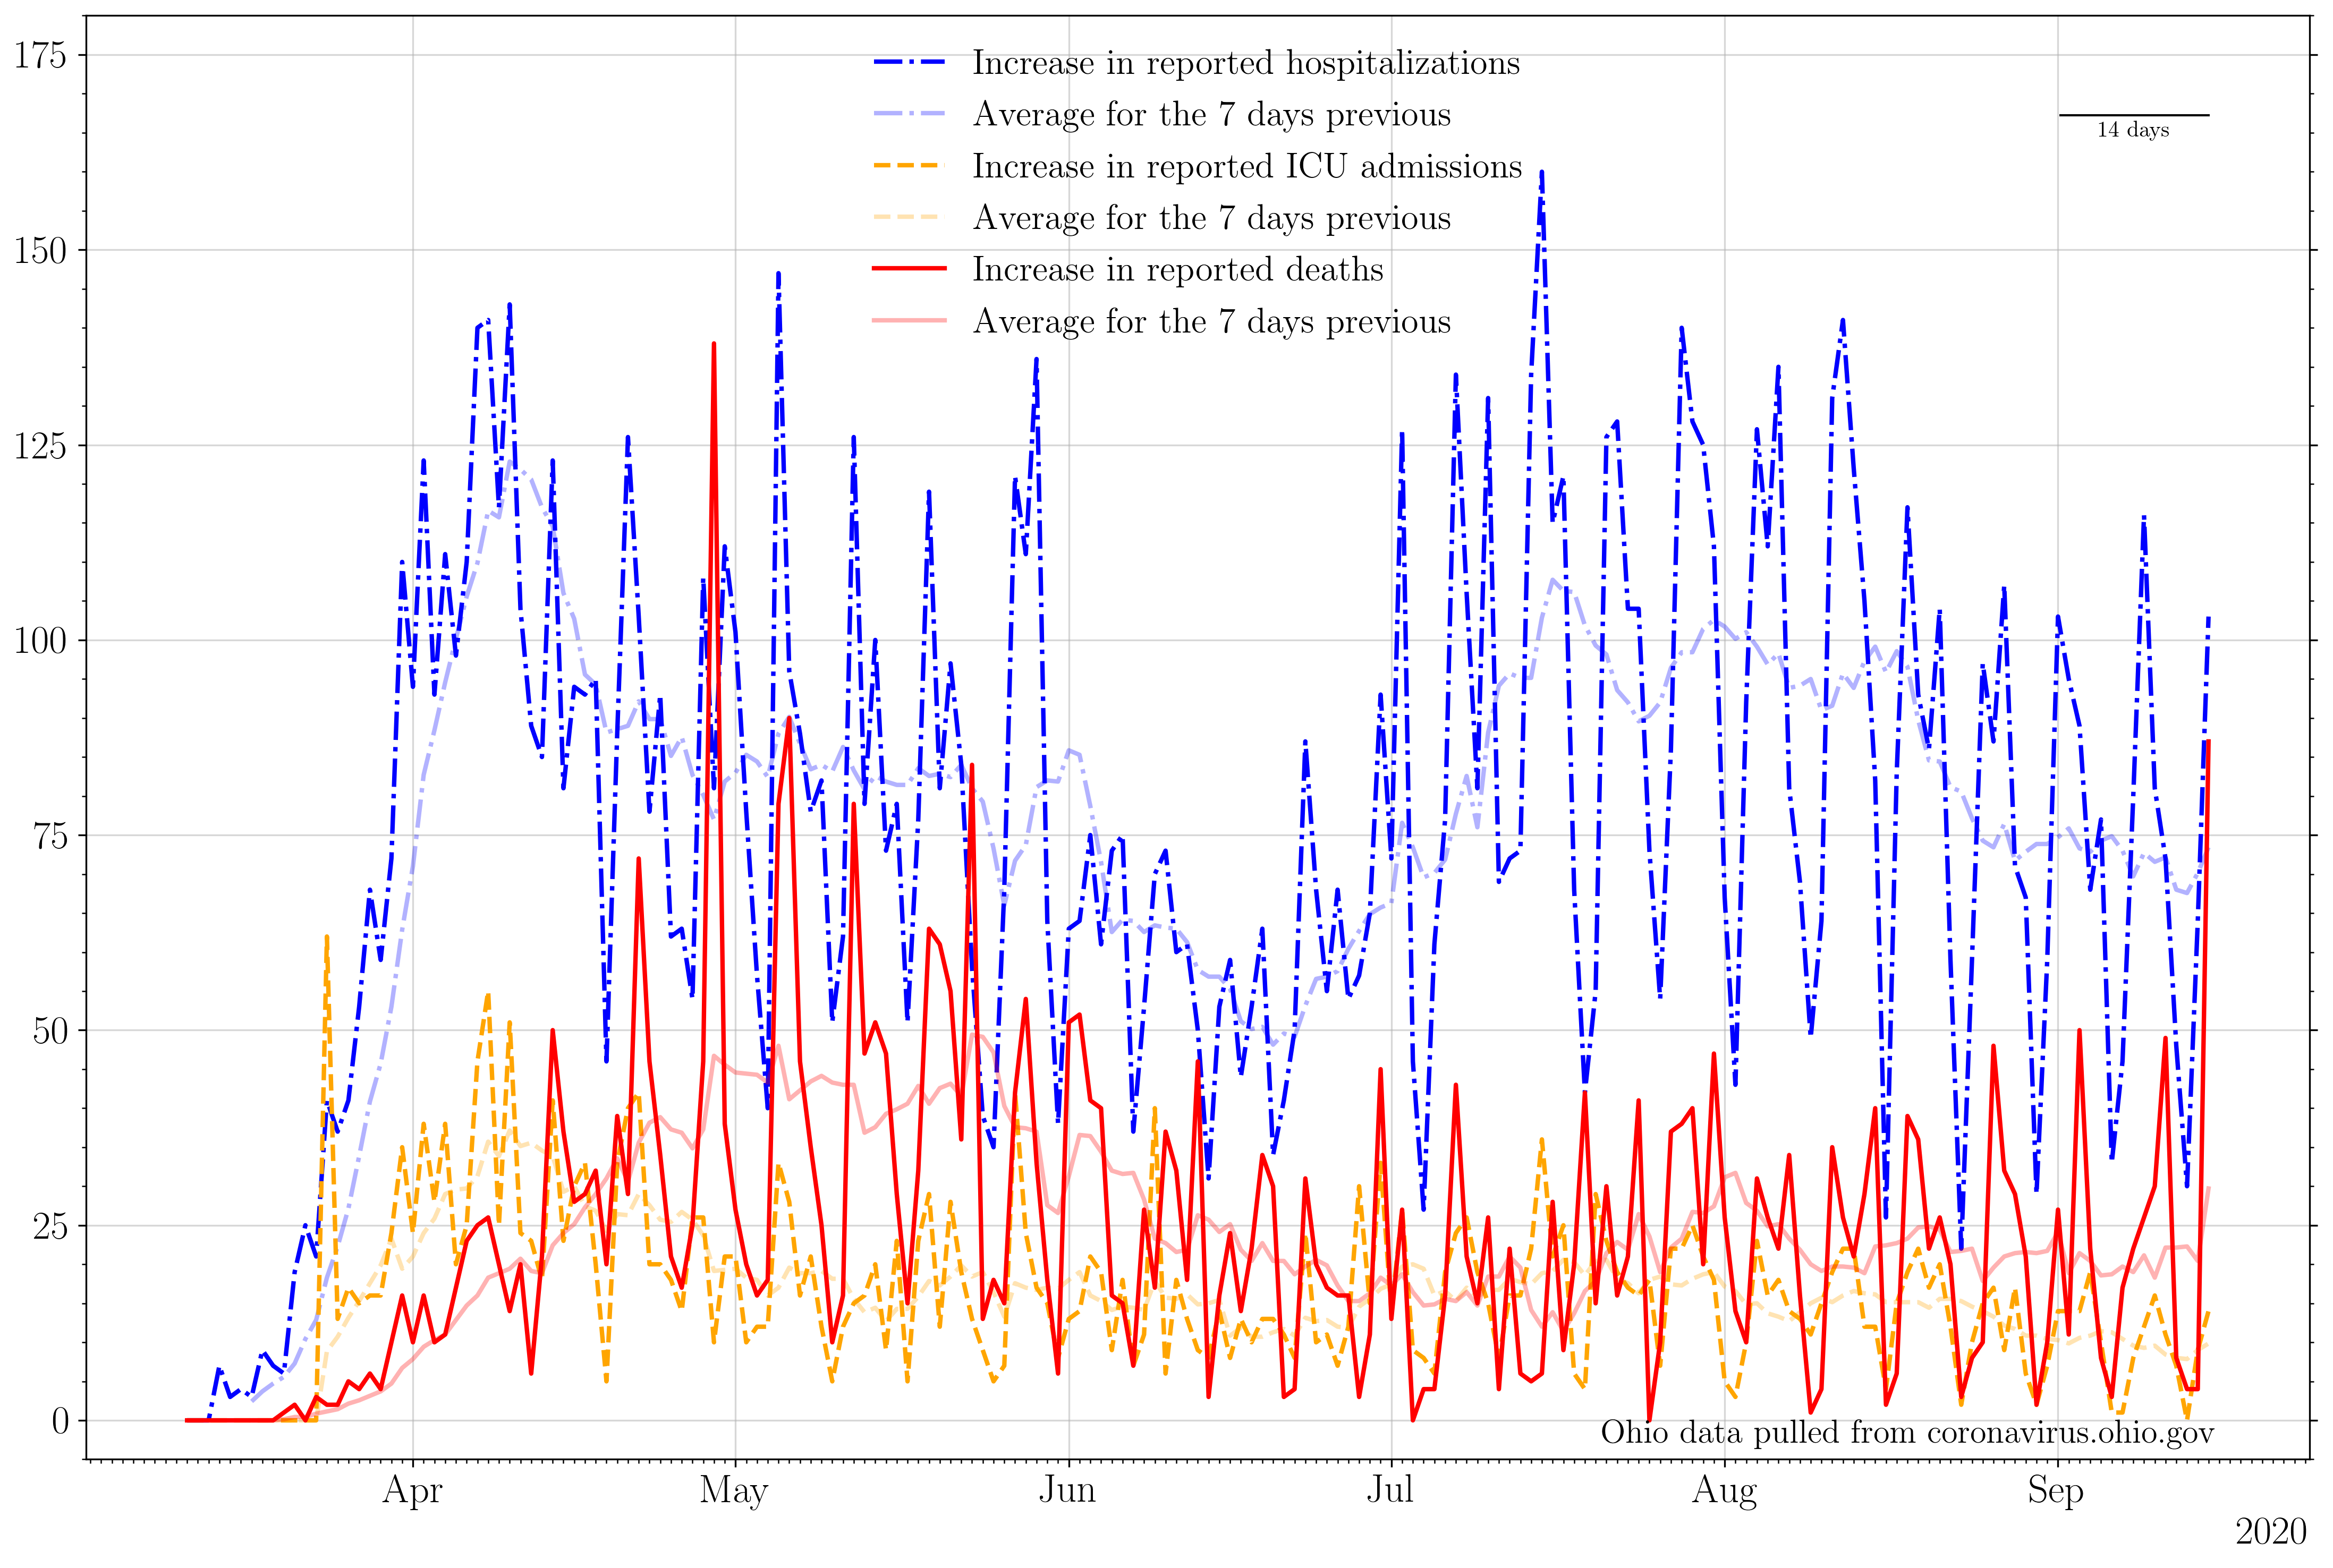 175
150
125
100
75
50
25
0
Increase in reported hospitalizations
Average for the 7 days previous
Increase in reported ICU admissions
Average for the 7 days previous
Increase in reported deaths
Average for the 7 days previous
14 days
Ohio data pulled from coronavirus.ohio.gov
Apr May Jun Jul Aug Sep
2020